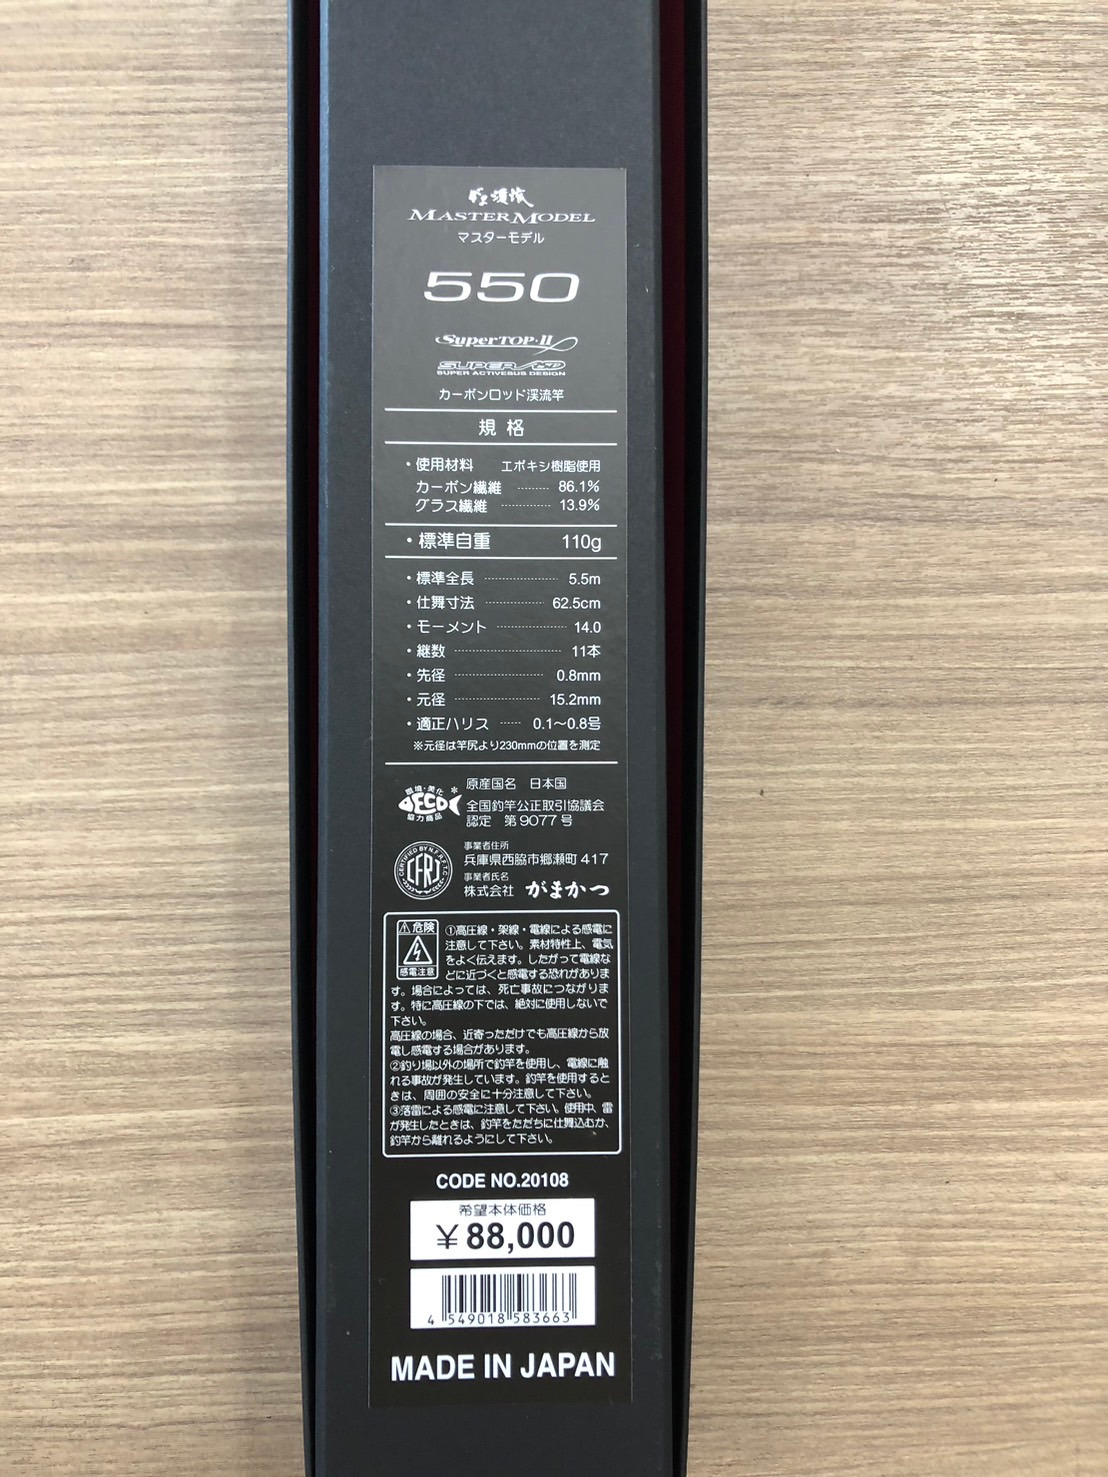 MASTER MODEL
マスターモデル
550
SuperTOP・II
SUPER ASD
SUPER ACTIVESUS DESIGN
カーボンロッド渓流竿
規 格
・使用材料 エポキシ樹脂使用
カーボン繊維 ········· 86.1%
グラス繊維 ·············· 13.9%
・標準自重 110g
・標準全長 ····················· 5.5m
・仕舞寸法 ················· 62.5cm
・モーメント ···················· 14.0
・継数 ······························ 11本
・先径 ·························· 0.8mm
・元径 ························ 15.2mm
・適正ハリス ······ 0.1〜0.8号
※元径は竿尻より230mmの位置を測定
環境・美化
ECO
協力商品
原産国名 日本国
全国釣竿公正取引協議会
認定 第9077号
CERTIFIED BY N.F.R.F.T.C.
CFRJ
事業者住所
兵庫県西脇市郷瀬町417
事業者氏名
株式会社 がまかつ
⚠危険
感電注意
①高圧線・架線・電線による感電に
注意して下さい。素材特性上、電気
をよく伝えます。したがって電線な
どに近づくと感電する恐れがありま
す。場合によっては、死亡事故につながりま
す。特に高圧線の下では、絶対に使用しないで
下さい。
高圧線の場合、近寄っただけでも高圧線から放
電し感電する場合があります。
②釣り場以外の場所で釣竿を使用し、電線に触
れる事故が発生しています。釣竿を使用すると
きは、周囲の安全に十分注意して下さい。
③落雷による感電に注意して下さい。使用中、雷
が発生したときは、釣竿をただちに仕舞込むか、
釣竿から離れるようにして下さい。
CODE NO.20108
希望本体価格
¥88,000
4 549018 583663
MADE IN JAPAN